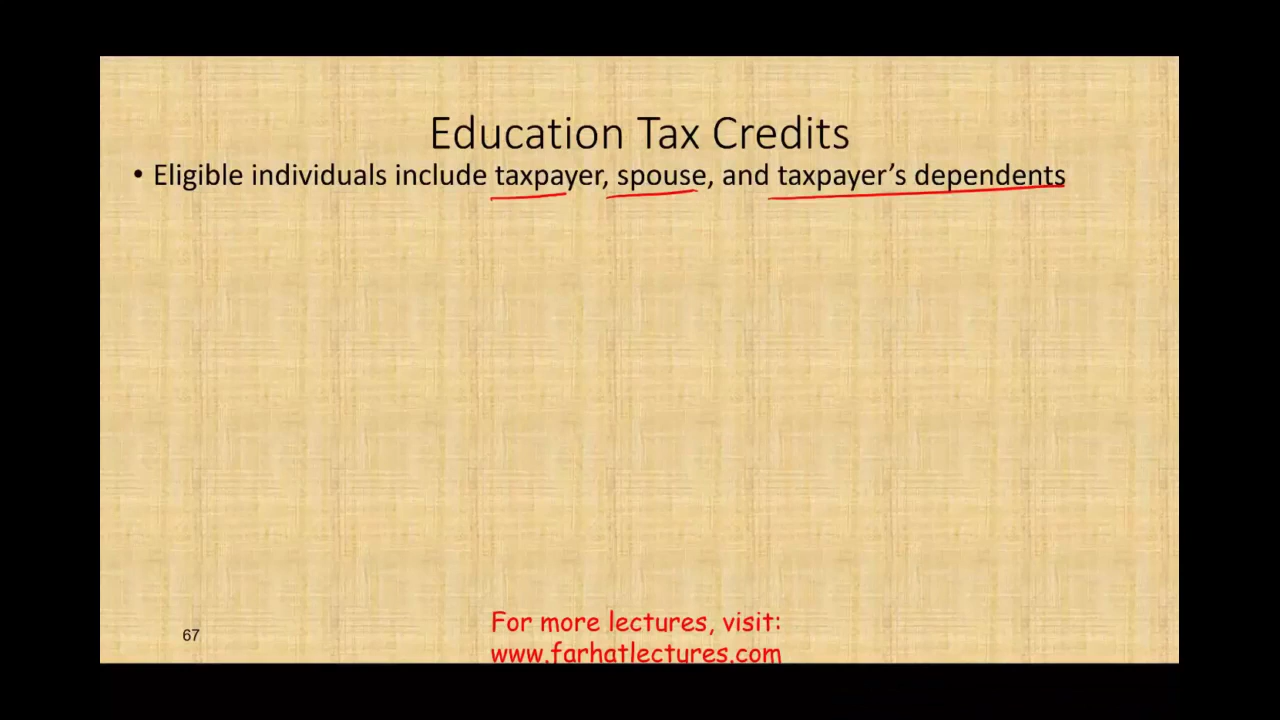 Education Tax Credits
• Eligible individuals include taxpayer, spouse, and taxpayer’s dependents
For more lectures, visit:
www.farhatlectures.com
67